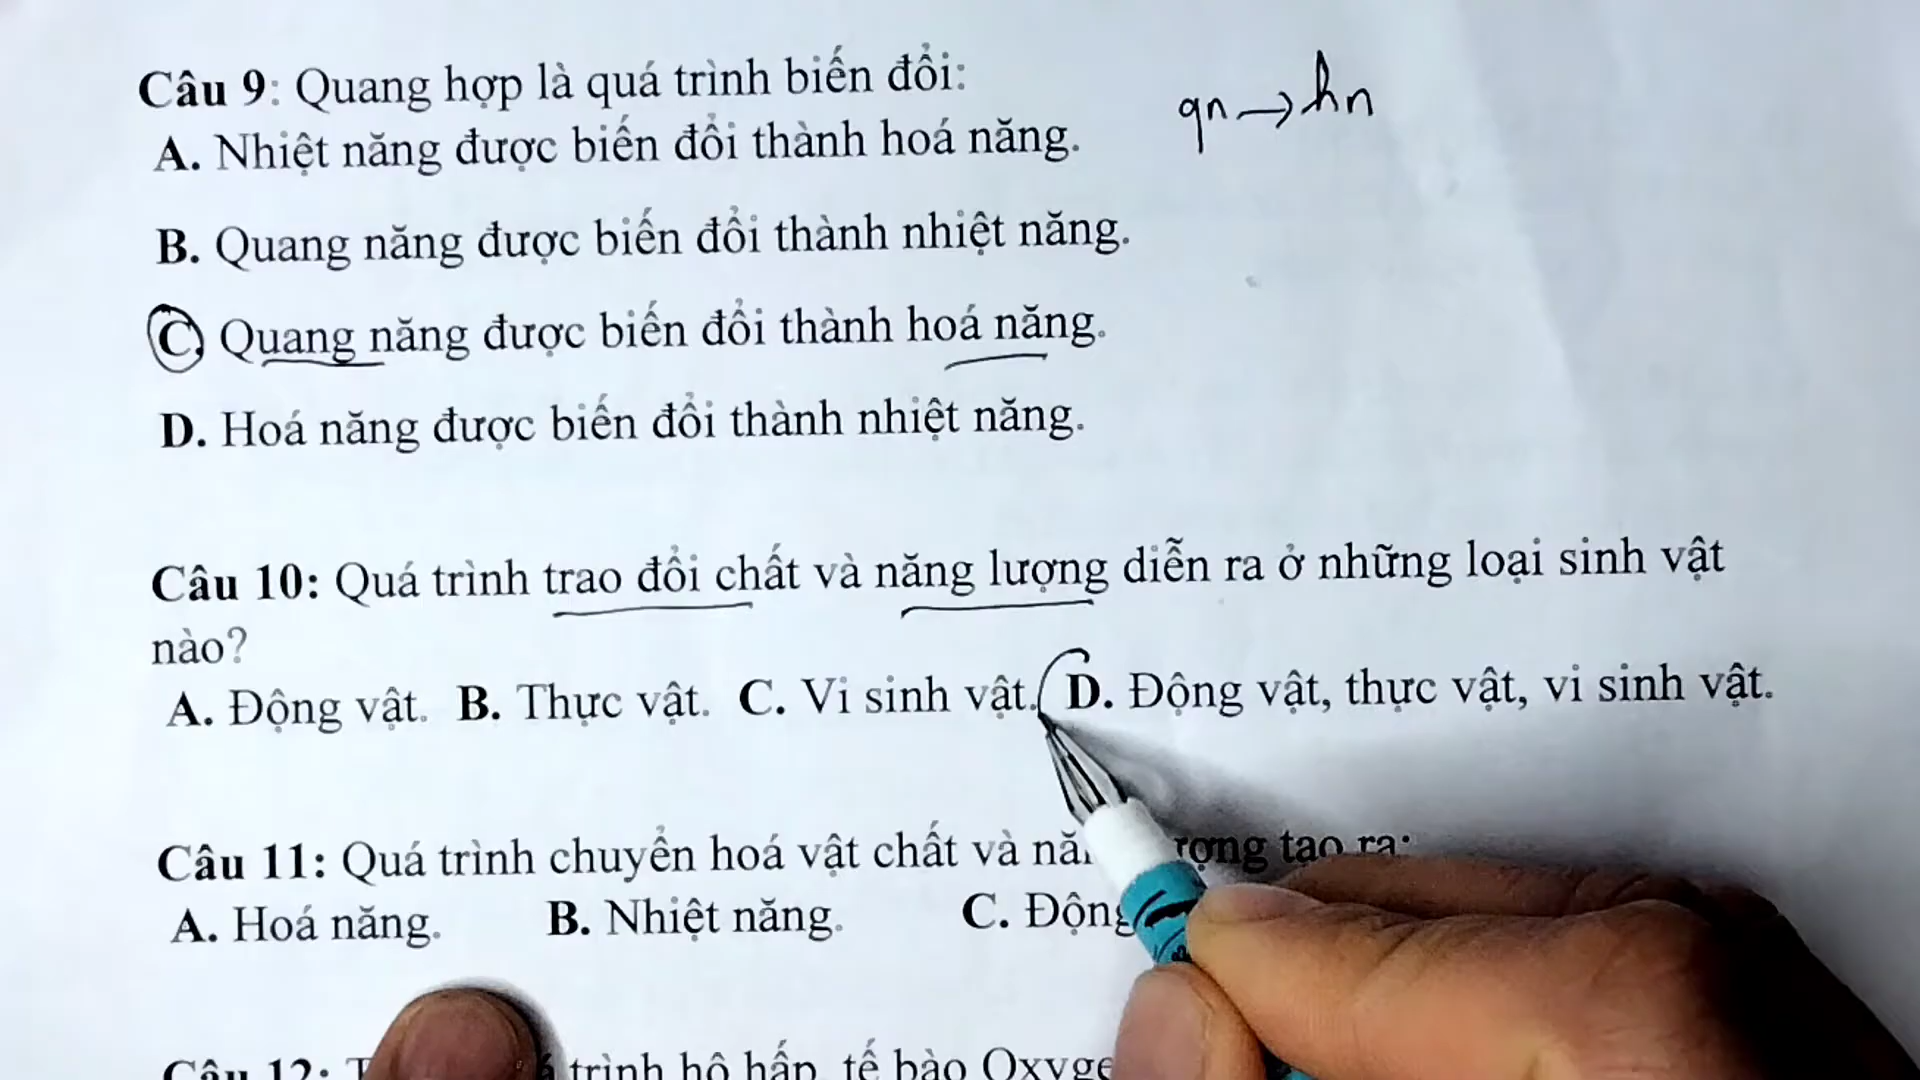 Câu 9: Quang hợp là quá trình biến đổi:
qn → hn
A. Nhiệt năng được biến đổi thành hoá năng.
B. Quang năng được biến đổi thành nhiệt năng.
C. Quang năng được biến đổi thành hoá năng.
D. Hoá năng được biến đổi thành nhiệt năng.
Câu 10: Quá trình trao đổi chất và năng lượng diễn ra ở những loại sinh vật
nào?
A. Động vật. B. Thực vật. C. Vi sinh vật. D. Động vật, thực vật, vi sinh vật.
Câu 11: Quá trình chuyển hoá vật chất và tạo ra:
A. Hoá năng. B. Nhiệt năng. C. Động
Câu 12: trình hô hấp tế bào